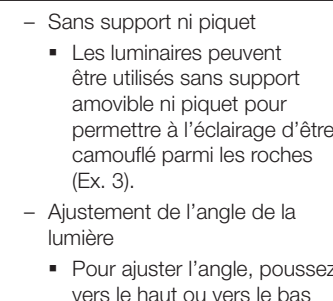 – Sans support ni piquet
▪ Les luminaires peuvent
être utilisés sans support
amovible ni piquet pour
permettre à l'éclairage d'être
camouflé parmi les roches
(Ex. 3).
– Ajustement de l'angle de la
lumière
▪ Pour ajuster l'angle, poussez
vers le haut ou vers le bas